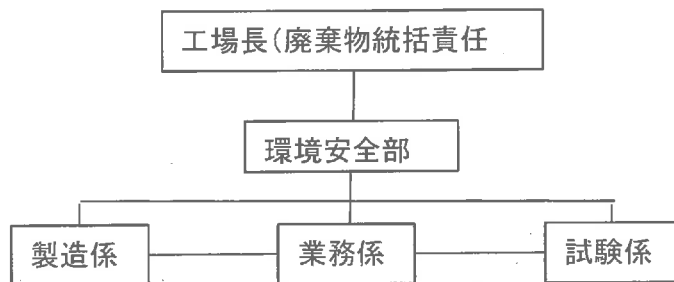 工場長(廃棄物統括責任
環境安全部
製造係
業務係
試験係